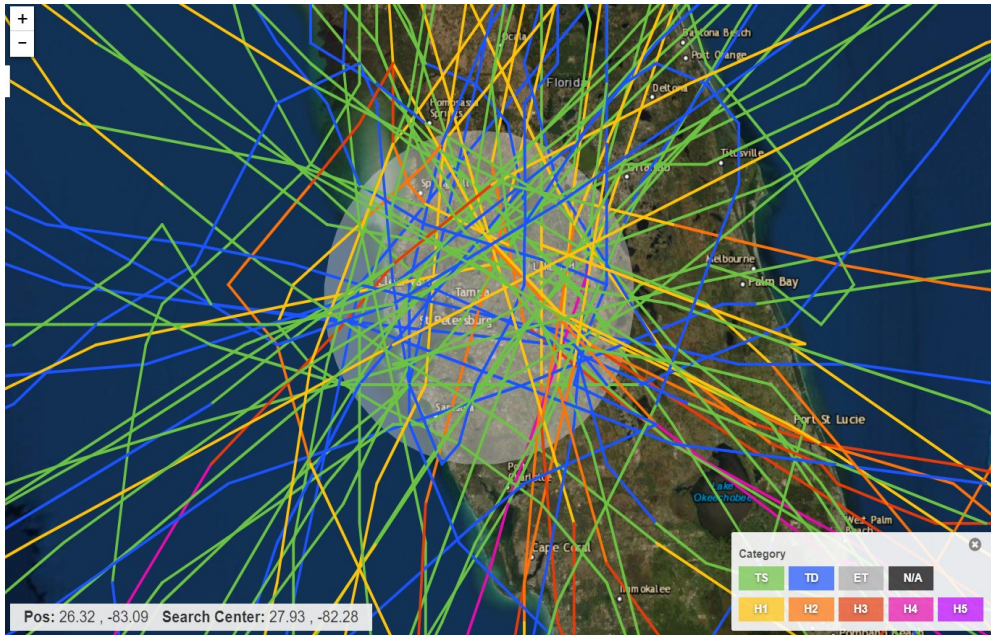 +
−
Ocala
Daytona Beach
Port Orange
Florida
Deltona
Homosassa
Springs
Titusville
Orlando
Melbourne
Palm Bay
Tampa
St Petersburg
Sarasota
Port St Lucie
Port
Charlotte
Lake
Okeechobee
West Palm
Beach
Cape Coral
Immokalee
Category
TS TD ET N/A
H1 H2 H3 H4 H5
Pos: 26.32 , -83.09 Search Center: 27.93 , -82.28